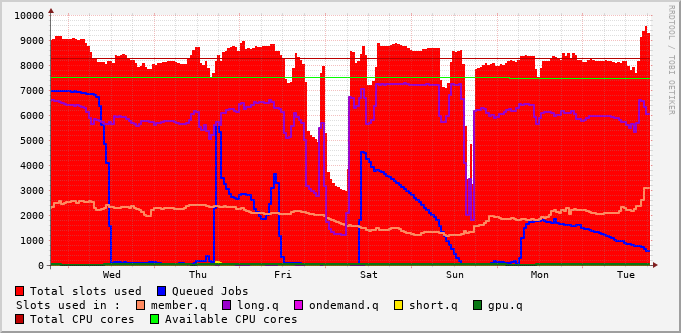 10000
9000
8000
7000
6000
5000
4000
3000
2000
1000
0
Wed Thu Fri Sat Sun Mon Tue
RRDTOOL / TOBI OETIKER
Total slots used Queued Jobs
Slots used in : member.q long.q ondemand.q short.q gpu.q
Total CPU cores Available CPU cores